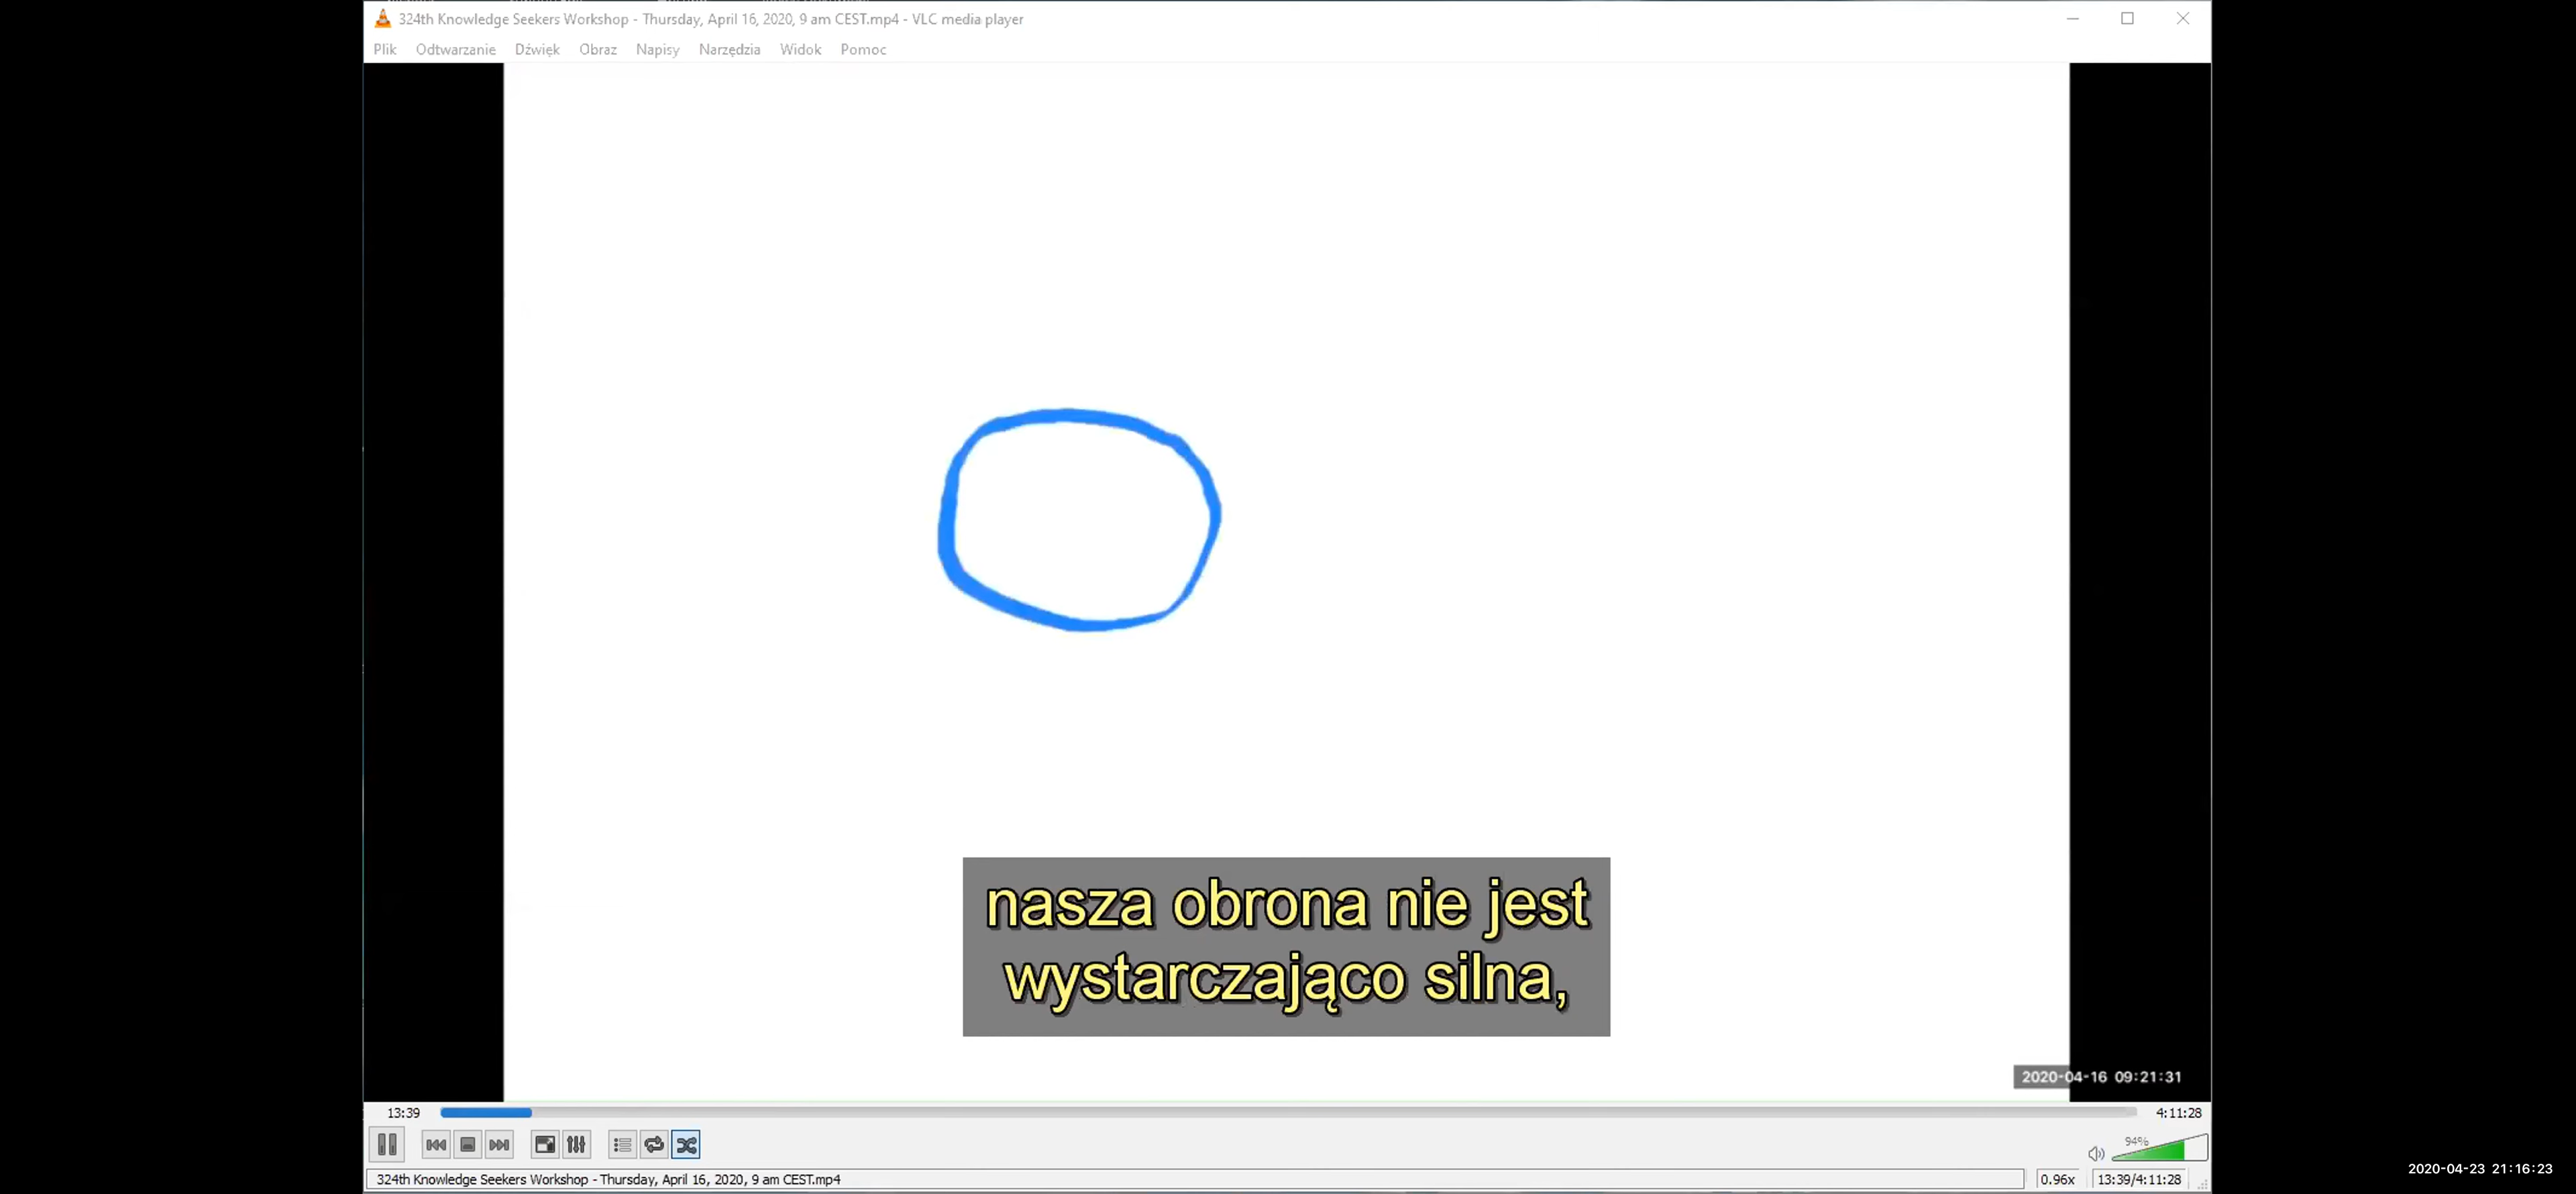 324th Knowledge Seekers Workshop - Thursday, April 16, 2020, 9 am CEST.mp4 - VLC media player
Plik Odtwarzanie Dźwięk Obraz Napisy Narzędzia Widok Pomoc
nasza obrona nie jest
wystarczająco silna,
2020-04-16 09:21:31
13:39 4:11:28
94%
324th Knowledge Seekers Workshop - Thursday, April 16, 2020, 9 am CEST.mp4 0.96x 13:39/4:11:28
2020-04-23 21:16:23